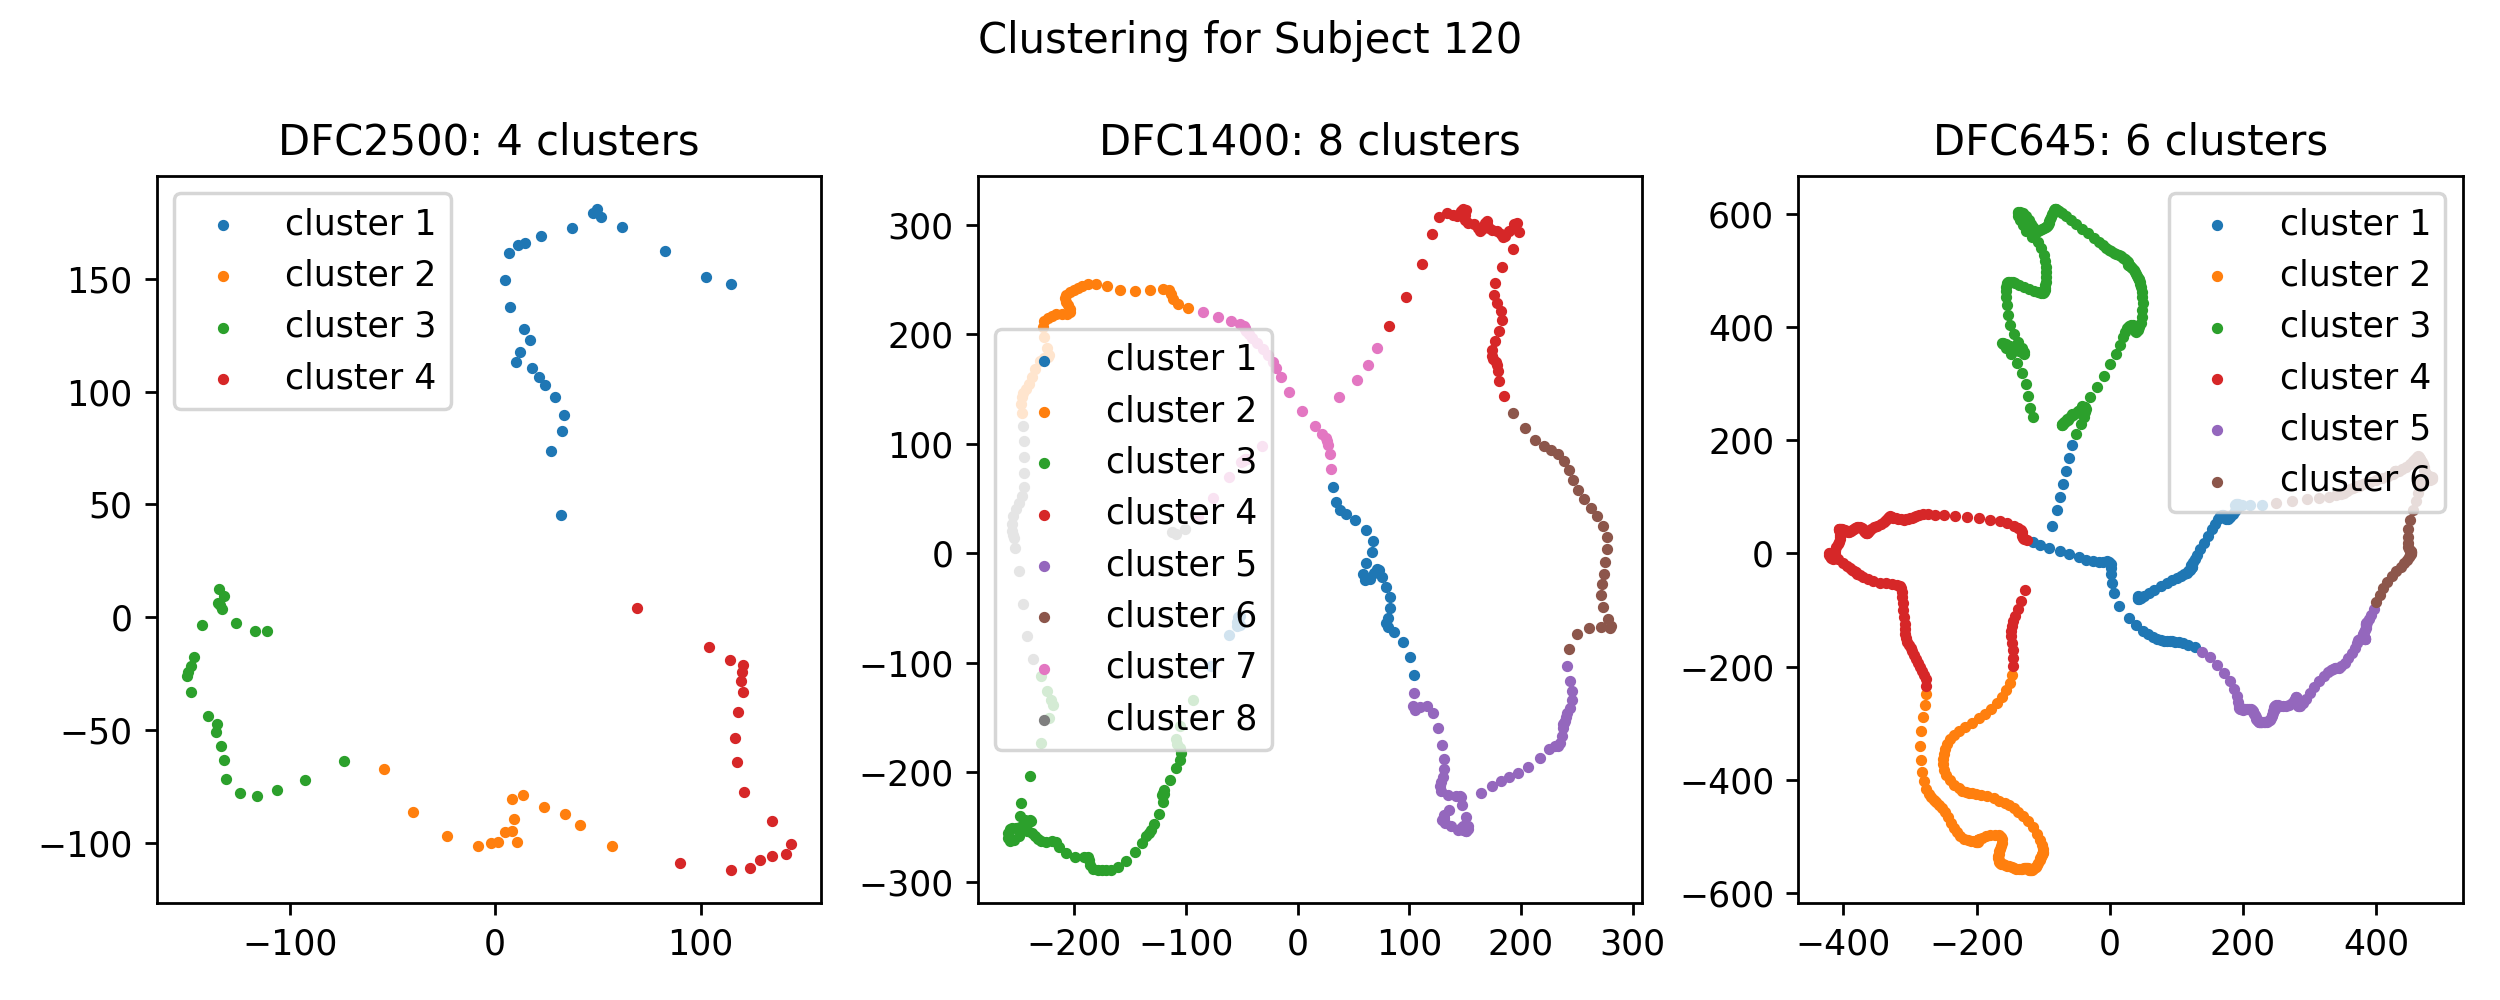 Clustering for Subject 120
DFC2500: 4 clusters
cluster 1
cluster 2
cluster 3
cluster 4
150
100
50
0
−50
−100
−100
0
100
DFC1400: 8 clusters
cluster 1
cluster 2
cluster 3
cluster 4
cluster 5
cluster 6
cluster 7
cluster 8
300
200
100
0
−100
−200
−300
−200
−100
0
100
200
300
DFC645: 6 clusters
cluster 1
cluster 2
cluster 3
cluster 4
cluster 5
cluster 6
600
400
200
0
−200
−400
−600
−400
−200
0
200
400